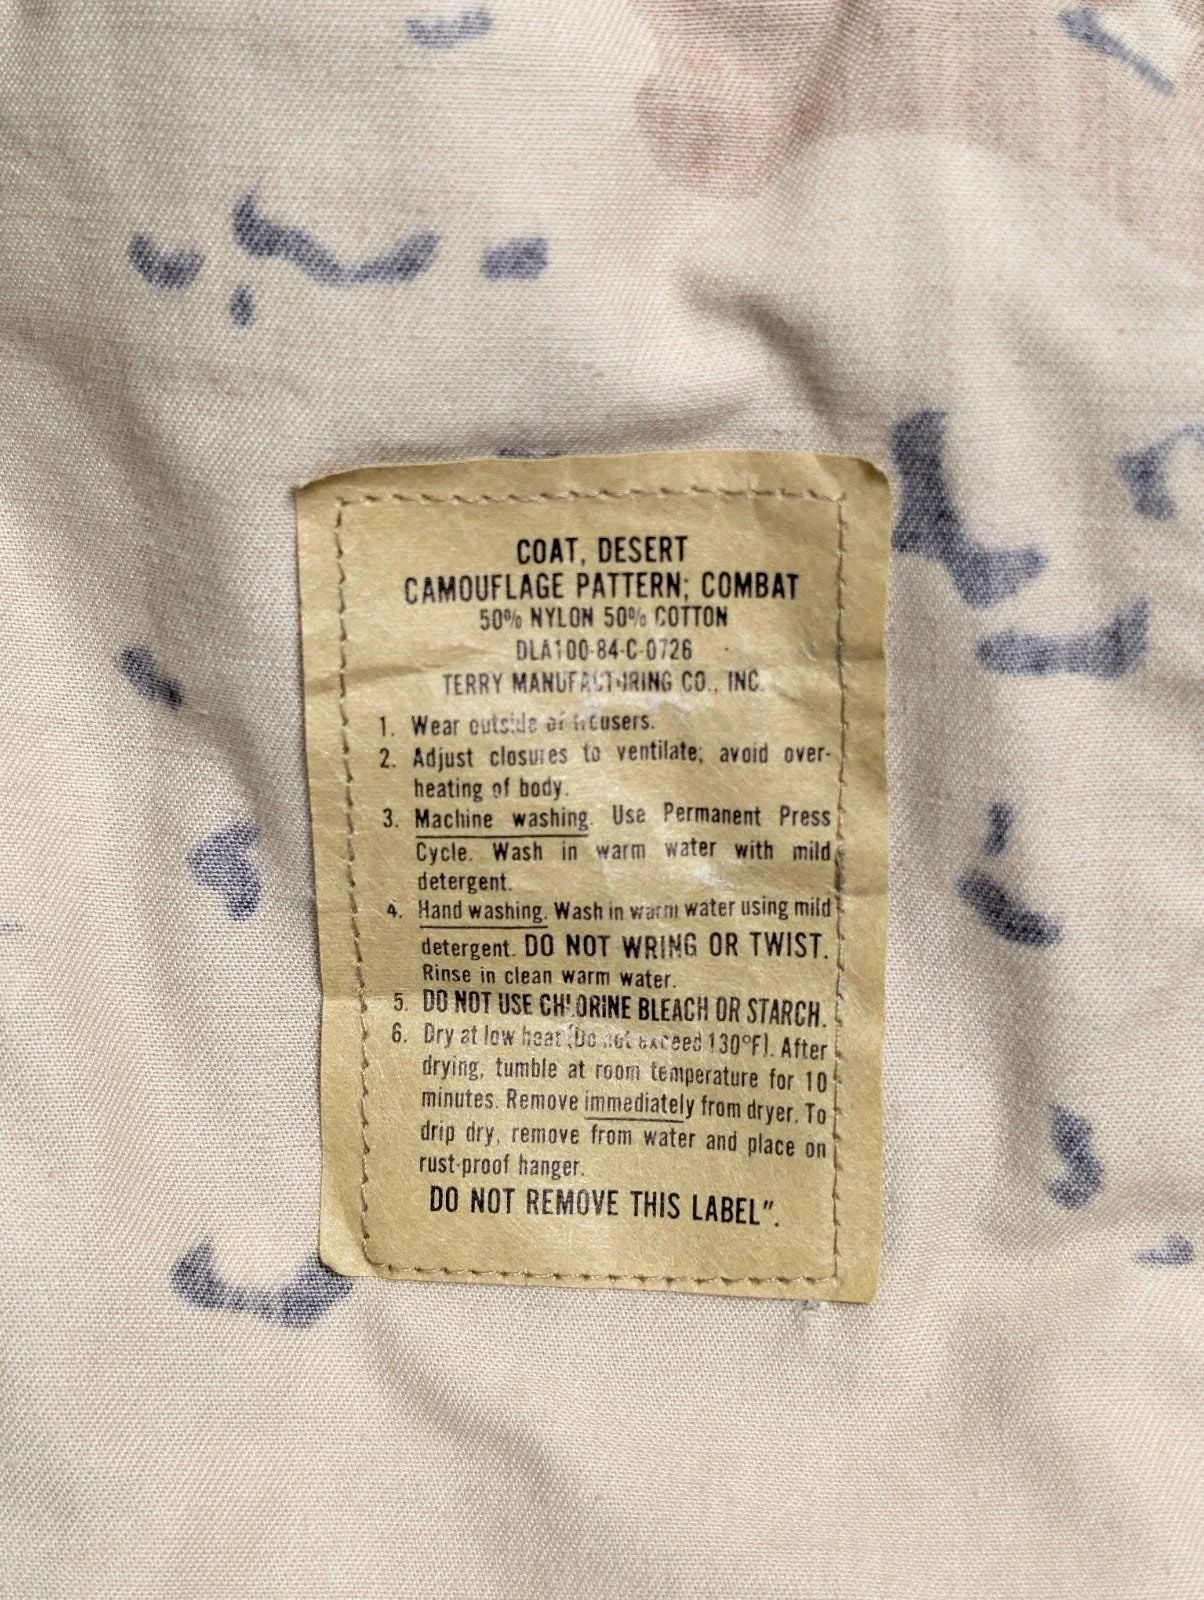 COAT, DESERT
CAMOUFLAGE PATTERN; COMBAT
50% NYLON 50% COTTON
DLA100-84-C-0726
TERRY MANUFACTURING CO., INC.
1. Wear outside of trousers.
2. Adjust closures to ventilate; avoid over-
heating of body.
3. Machine washing. Use Permanent Press
Cycle. Wash in warm water with mild
detergent.
4. Hand washing. Wash in warm water using mild
detergent. DO NOT WRING OR TWIST.
Rinse in clean warm water.
5. DO NOT USE CHLORINE BLEACH OR STARCH.
6. Dry at low heat (Do not exceed 130°F). After
drying, tumble at room temperature for 10
minutes. Remove immediately from dryer. To
drip dry, remove from water and place on
rust-proof hanger.
DO NOT REMOVE THIS LABEL".